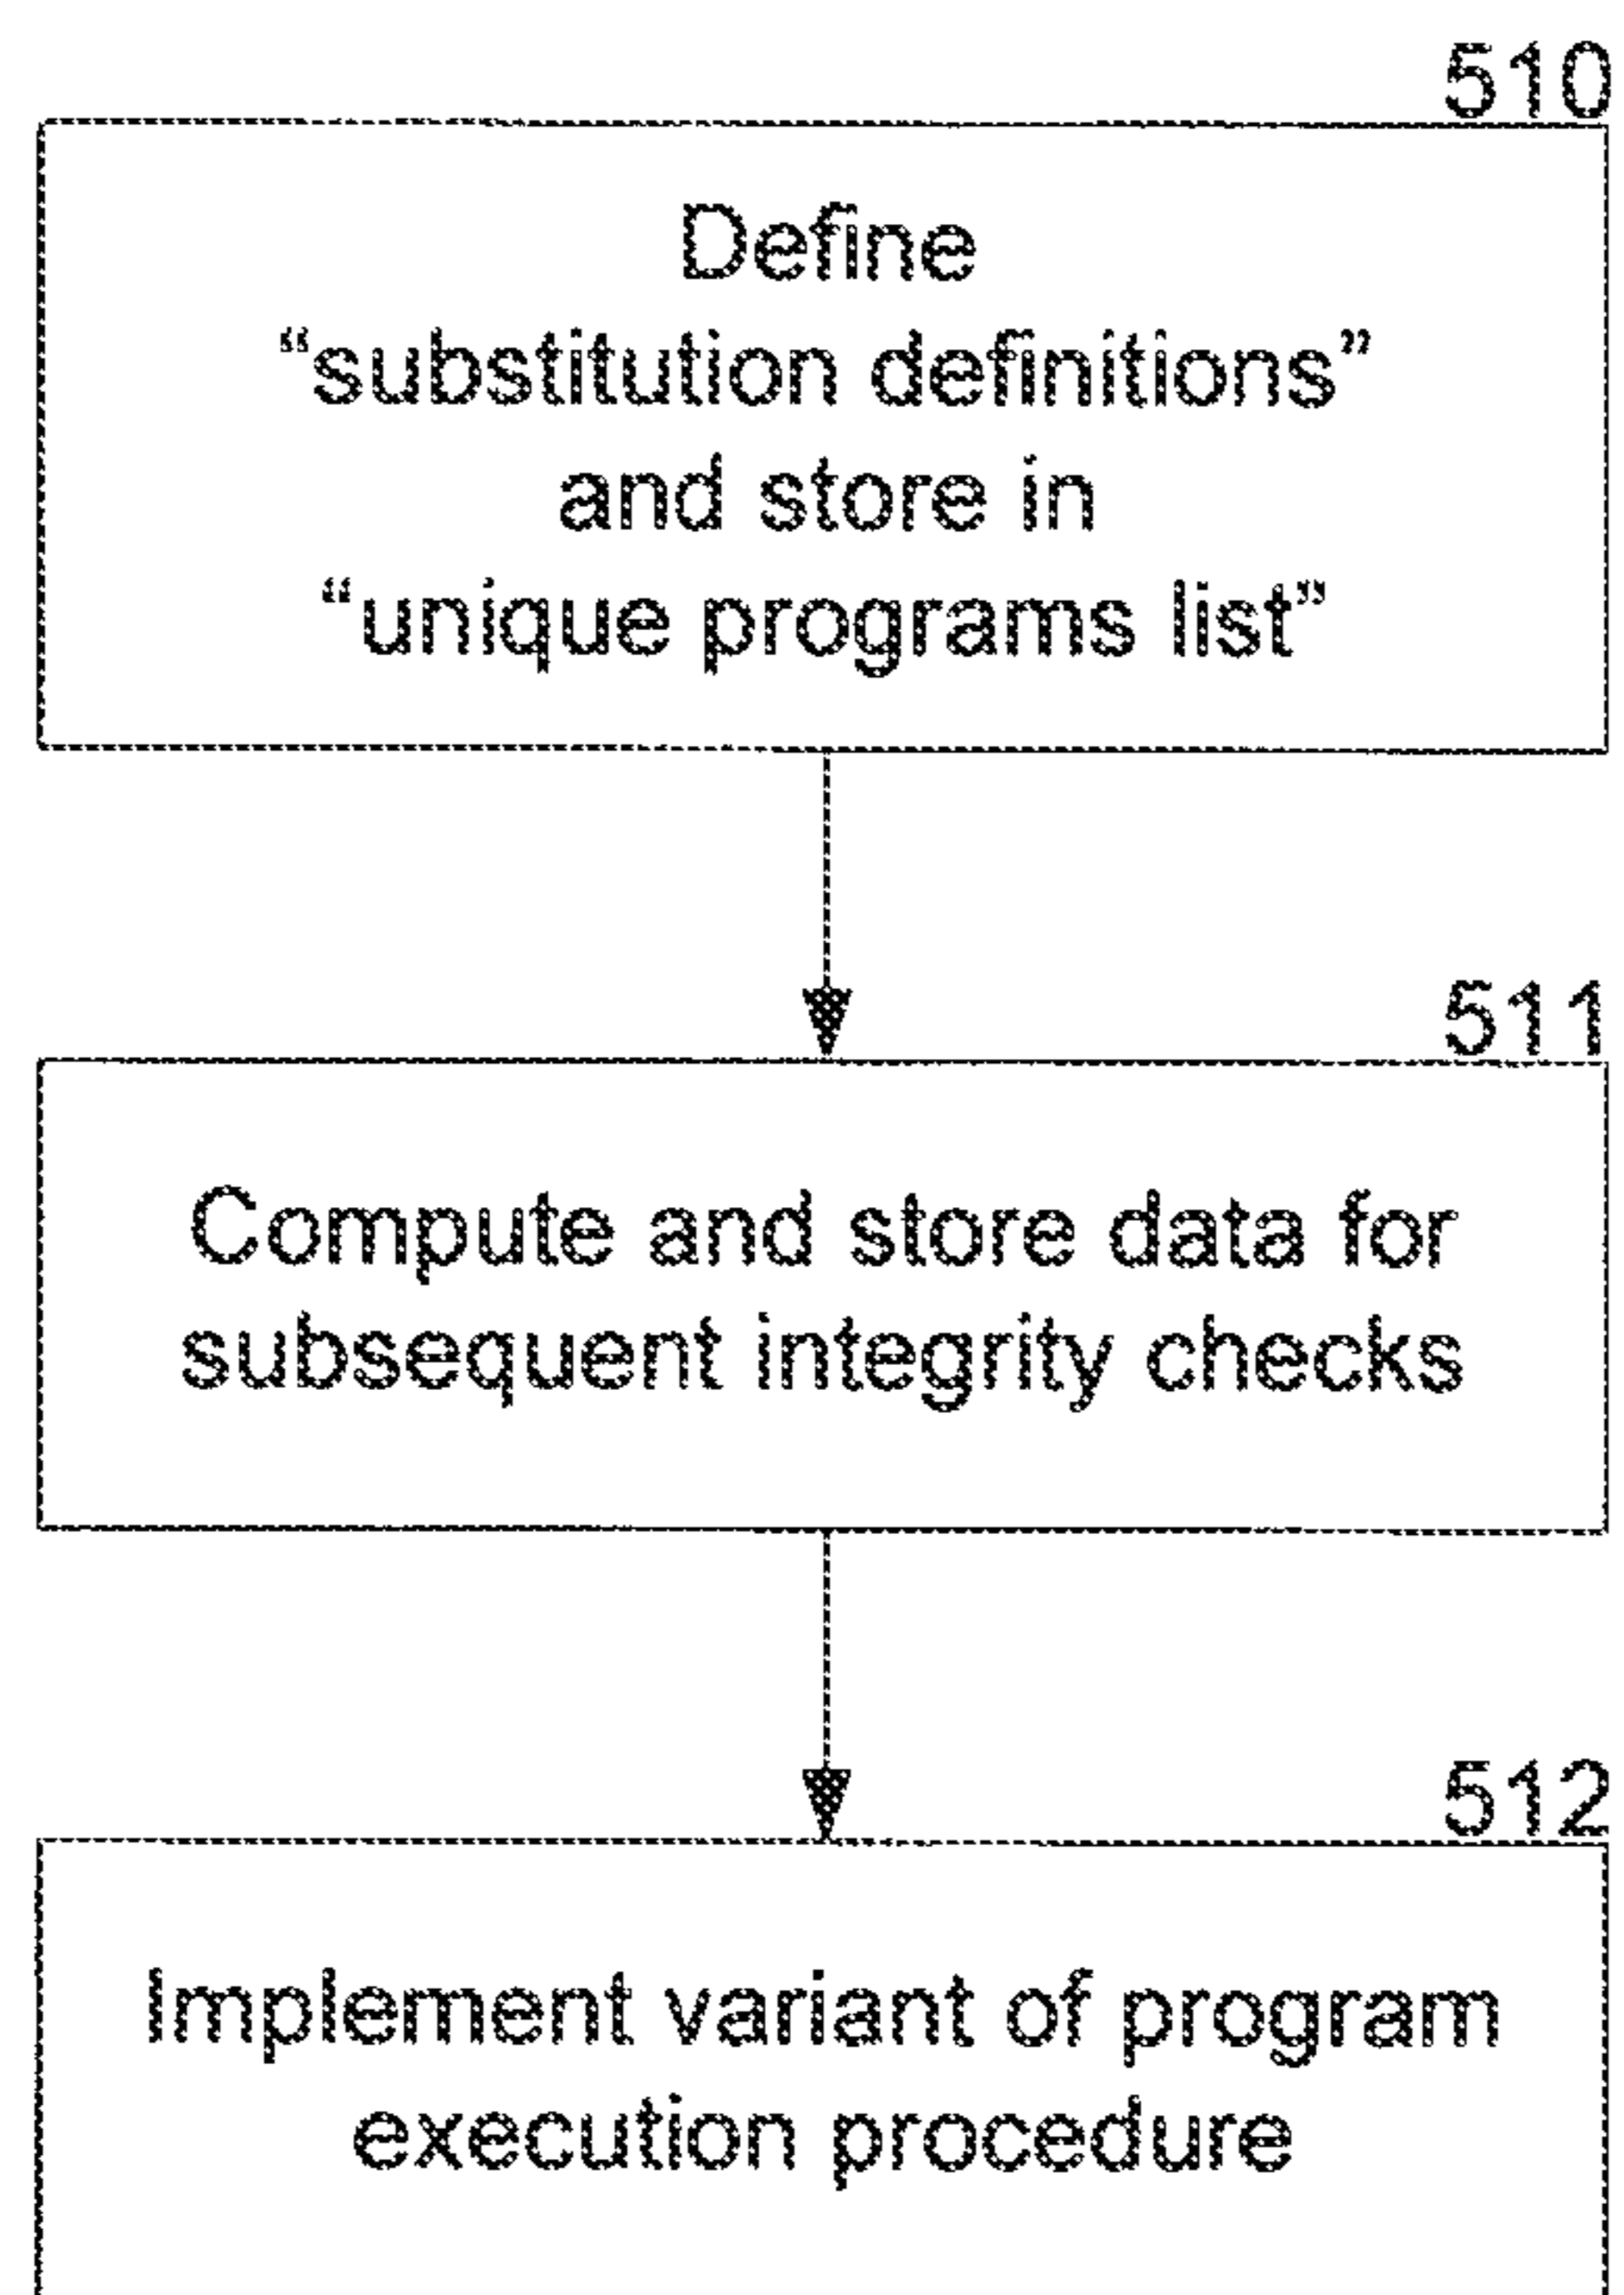 510
Define
“substitution definitions”
and store in
“unique programs list”
511
Compute and store data for
subsequent integrity checks
512
Implement variant of program
execution procedure